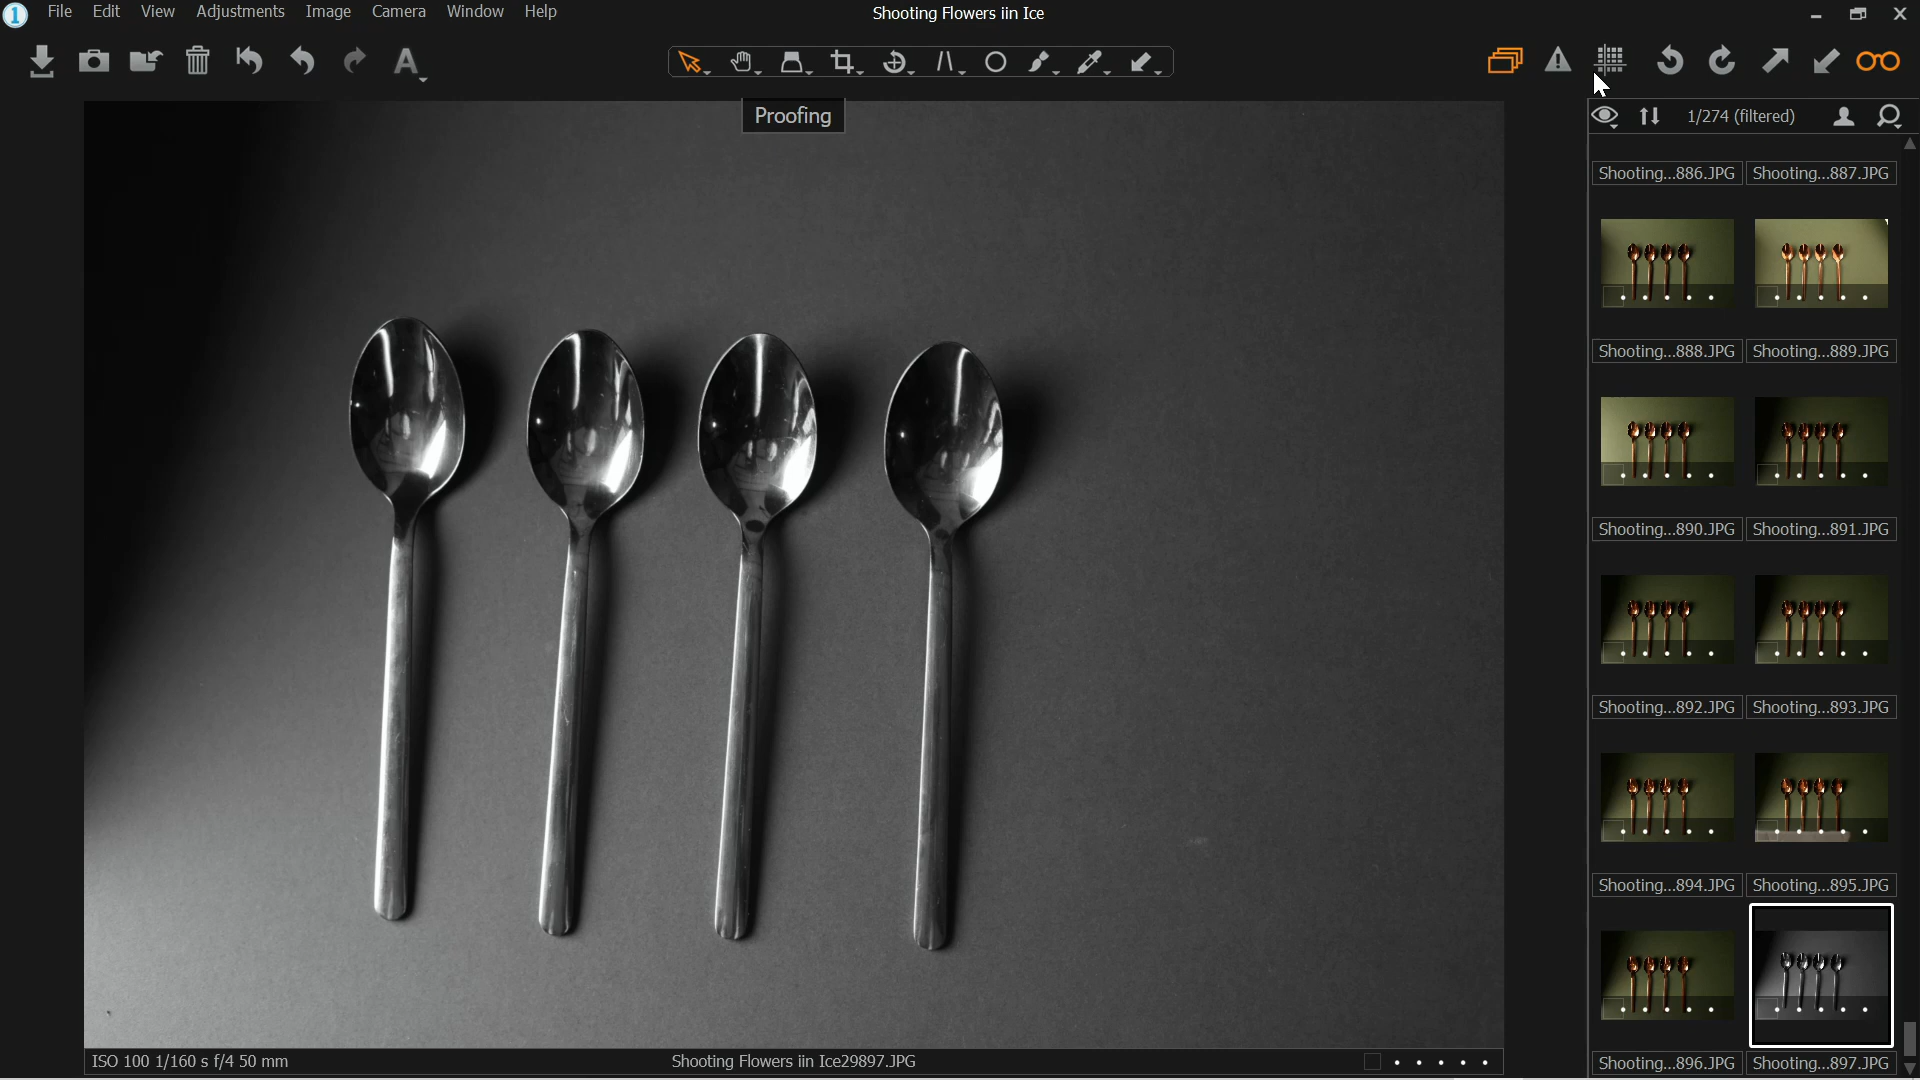 1 File Edit View Adjustments Image Camera Window Help
Shooting Flowers iin Ice
A
Proofing
1/274 (filtered)
Shooting...886.JPG Shooting...887.JPG
Shooting...888.JPG Shooting...889.JPG
Shooting...890.JPG Shooting...891.JPG
Shooting...892.JPG Shooting...893.JPG
Shooting...894.JPG Shooting...895.JPG
Shooting...896.JPG Shooting...897.JPG
ISO 100 1/160 s f/4 50 mm
Shooting Flowers iin Ice29897.JPG